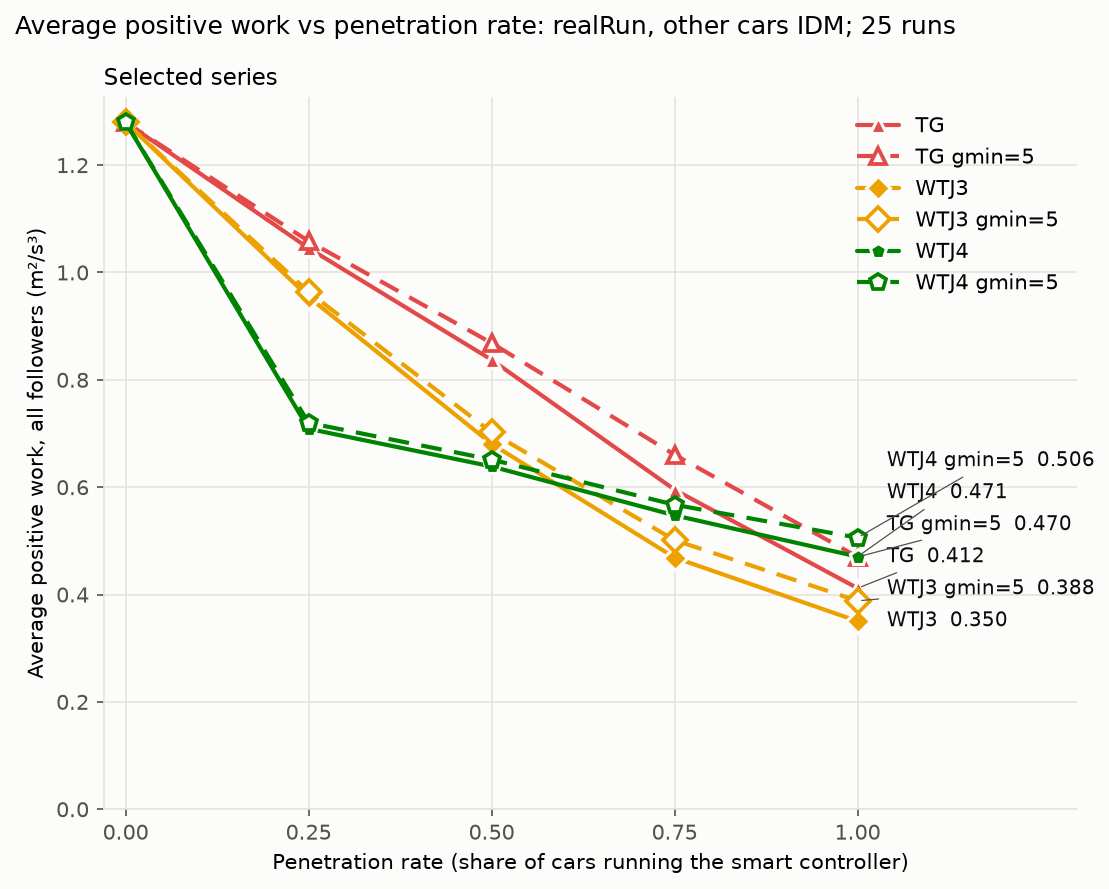 Average positive work vs penetration rate: realRun, other cars IDM; 25 runs
Selected series
TG
TG gmin=5
WTJ3
WTJ3 gmin=5
WTJ4
WTJ4 gmin=5
Average positive work, all followers (m²/s³)
1.2
1.0
0.8
0.6
0.4
0.2
0.0
WTJ4 gmin=5 0.506
WTJ4 0.471
TG gmin=5 0.470
TG 0.412
WTJ3 gmin=5 0.388
WTJ3 0.350
0.00 0.25 0.50 0.75 1.00
Penetration rate (share of cars running the smart controller)